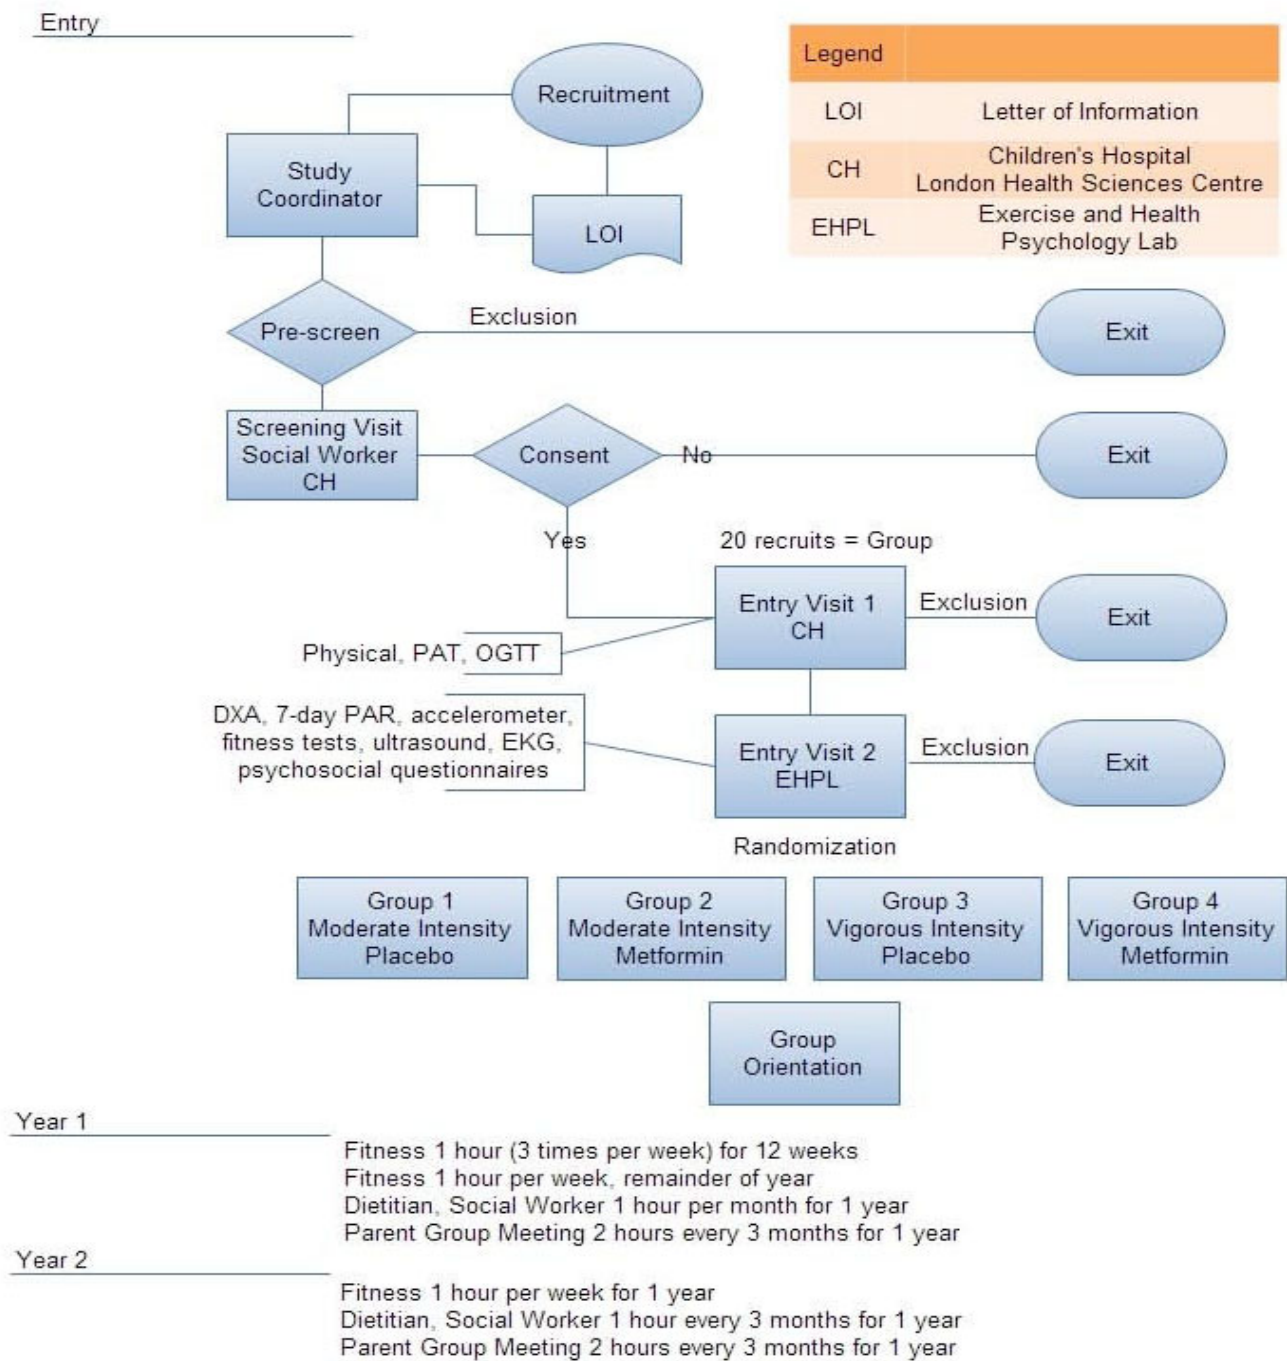 Entry
Recruitment
Legend
LOI Letter of Information
CH Children's Hospital
London Health Sciences Centre
EHPL Exercise and Health
Psychology Lab
Study
Coordinator
LOI
Pre-screen
Exclusion
Exit
Screening Visit
Social Worker
CH
Consent
No
Exit
Yes
20 recruits = Group
Entry Visit 1
CH
Exclusion
Exit
Physical, PAT, OGTT
DXA, 7-day PAR, accelerometer,
fitness tests, ultrasound, EKG,
psychosocial questionnaires
Entry Visit 2
EHPL
Exclusion
Exit
Randomization
Group 1
Moderate Intensity
Placebo
Group 2
Moderate Intensity
Metformin
Group 3
Vigorous Intensity
Placebo
Group 4
Vigorous Intensity
Metformin
Group
Orientation
Year 1
Fitness 1 hour (3 times per week) for 12 weeks
Fitness 1 hour per week, remainder of year
Dietitian, Social Worker 1 hour per month for 1 year
Parent Group Meeting 2 hours every 3 months for 1 year
Year 2
Fitness 1 hour per week for 1 year
Dietitian, Social Worker 1 hour every 3 months for 1 year
Parent Group Meeting 2 hours every 3 months for 1 year